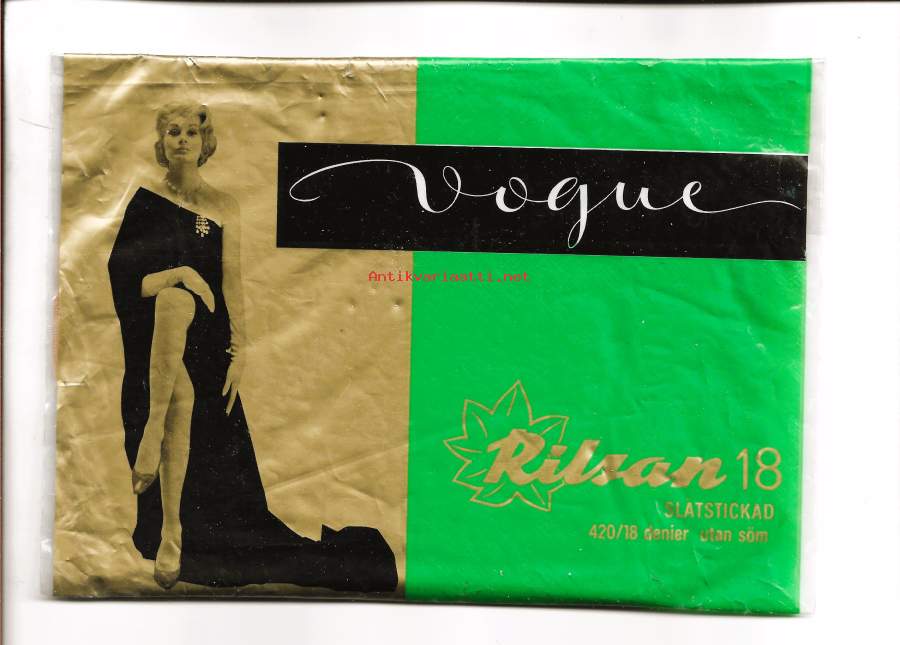 Vogue
Antikvariaatti.net
Rilsan 18
SLATSTICKAD
420/18 denier utan söm